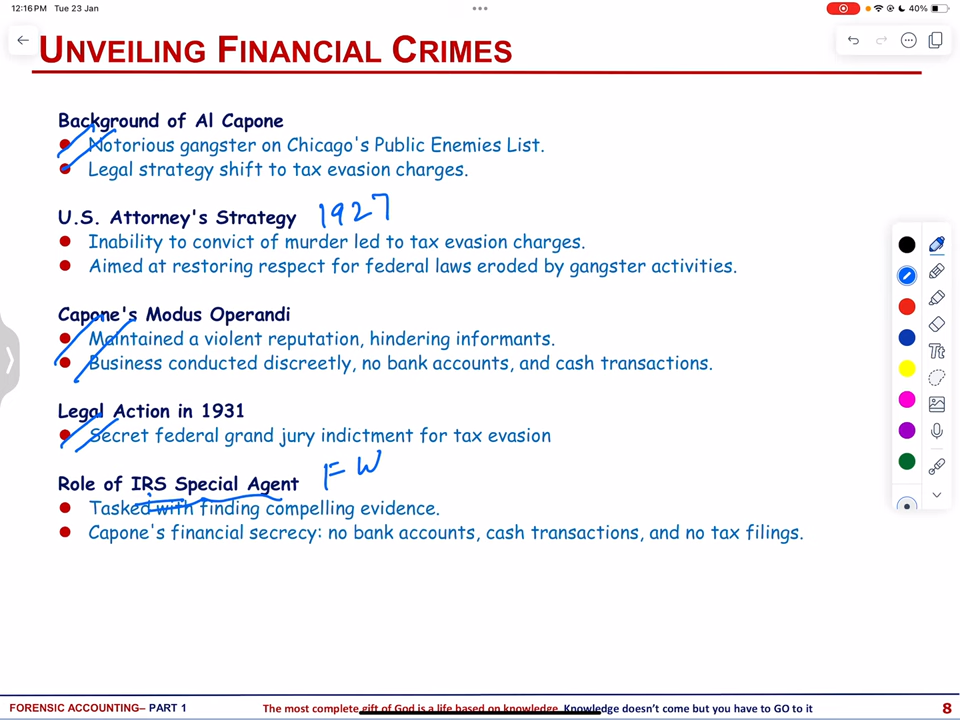 12:16 PM Tue 23 Jan
40%
UNVEILING FINANCIAL CRIMES
Background of Al Capone
Notorious gangster on Chicago's Public Enemies List.
Legal strategy shift to tax evasion charges.
U.S. Attorney's Strategy 1927
Inability to convict of murder led to tax evasion charges.
Aimed at restoring respect for federal laws eroded by gangster activities.
Capone's Modus Operandi
Maintained a violent reputation, hindering informants.
Business conducted discreetly, no bank accounts, and cash transactions.
Legal Action in 1931
Secret federal grand jury indictment for tax evasion
Role of IRS Special Agent FW
Tasked with finding compelling evidence.
Capone's financial secrecy: no bank accounts, cash transactions, and no tax filings.
Tt
FORENSIC ACCOUNTING– PART 1
The most complete gift of God is a life based on knowledge. Knowledge doesn't come but you have to GO to it
8